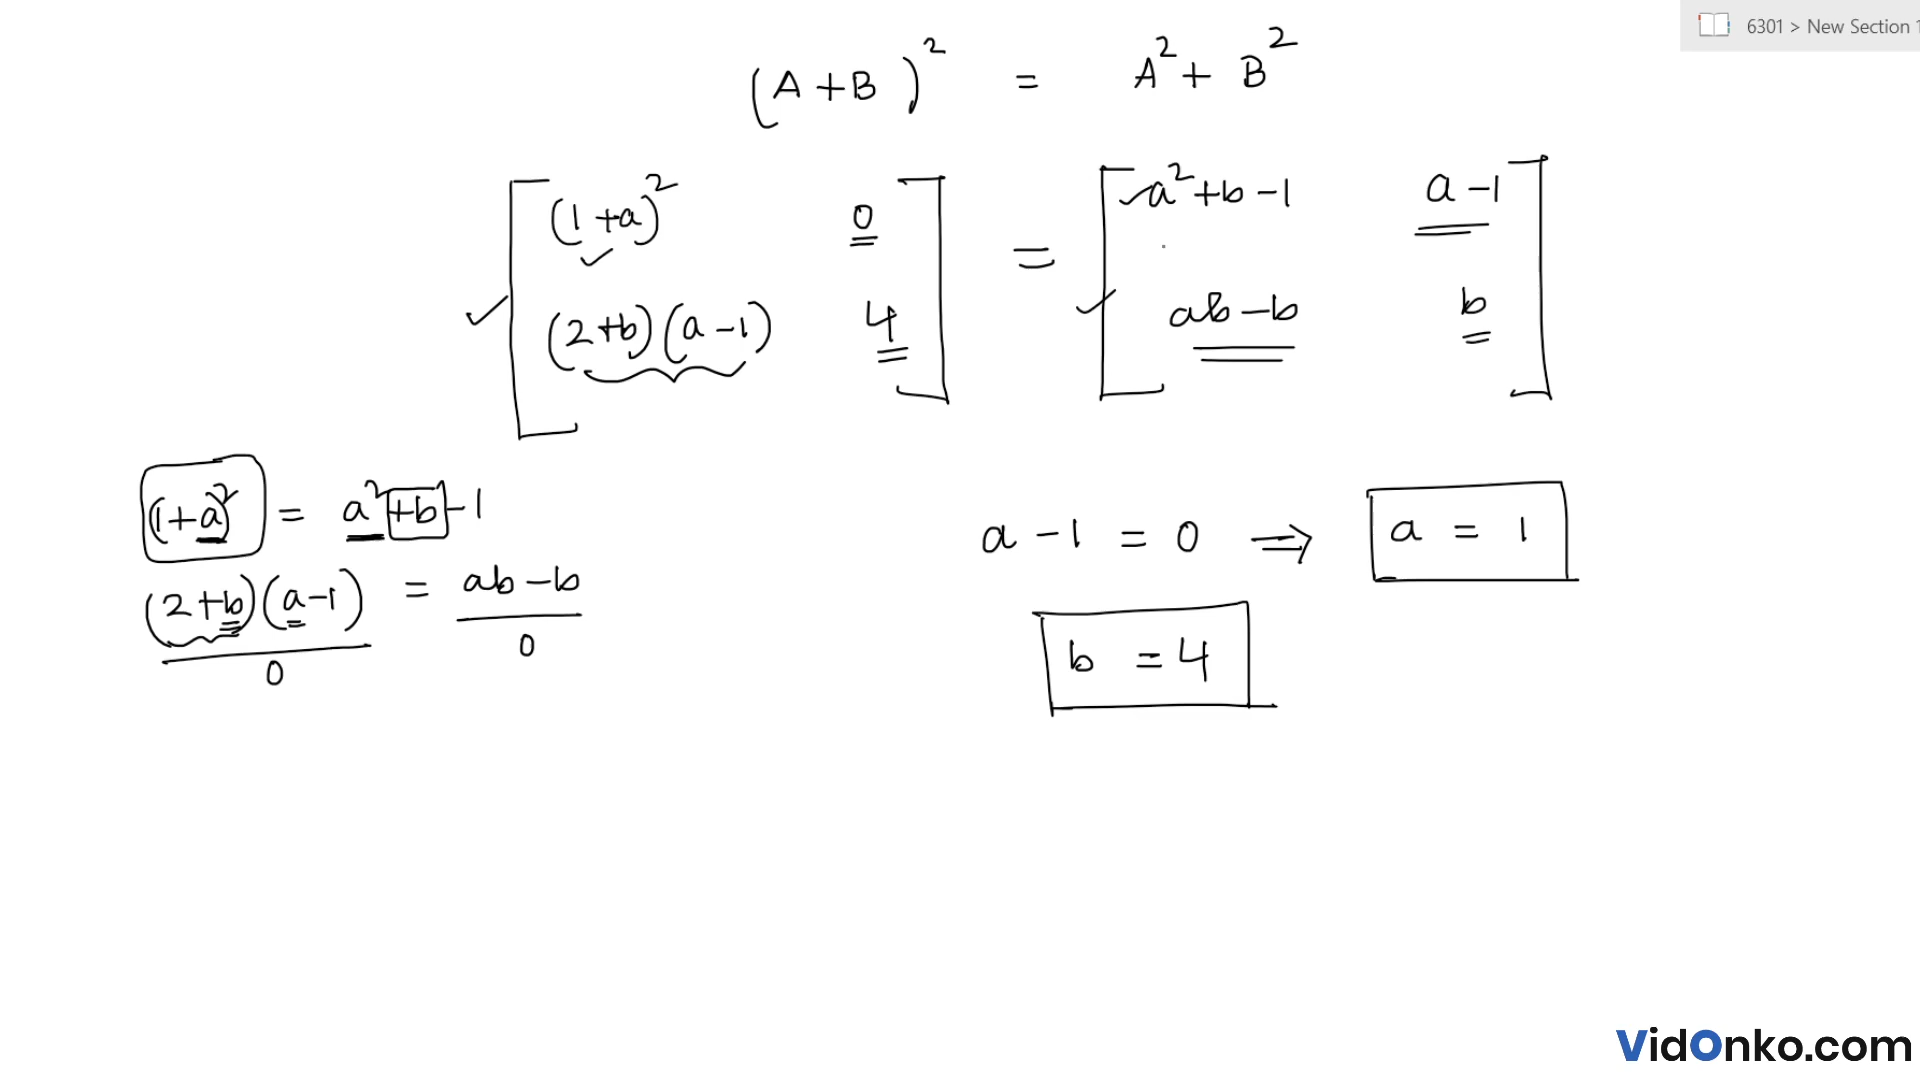 6301 > New Section 1
(A+B)² = A² + B²
[(1+a)² 0] = [a²+b-1 a-1]
[(2+b)(a-1) 4] [ab-b b]
(1+a)² = a²+b-1
a-1 = 0 ⇒ a = 1
(2+b)(a-1) = ab-b
0 0
b = 4
VidOnko.com